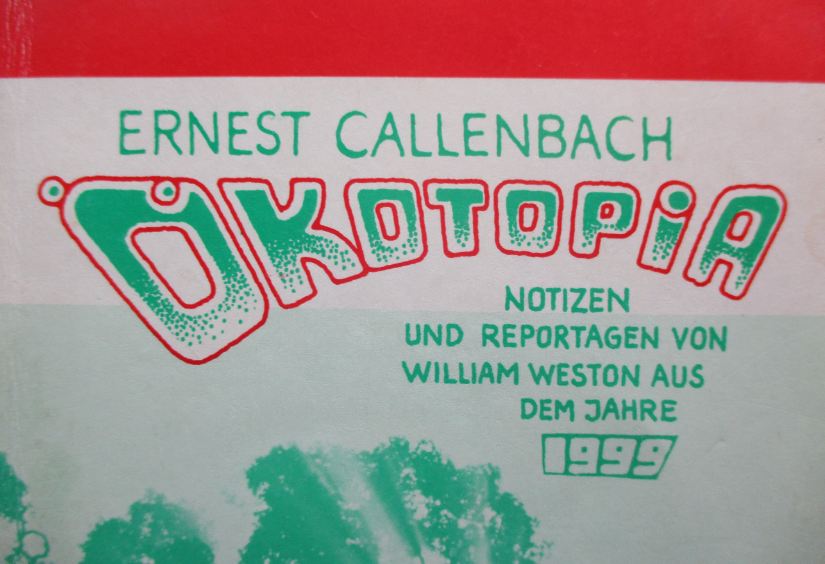 ERNEST CALLENBACH
ÖKOTOPiA
NOTIZEN
UND REPORTAGEN VON
WILLIAM WESTON AUS
DEM JAHRE
1999